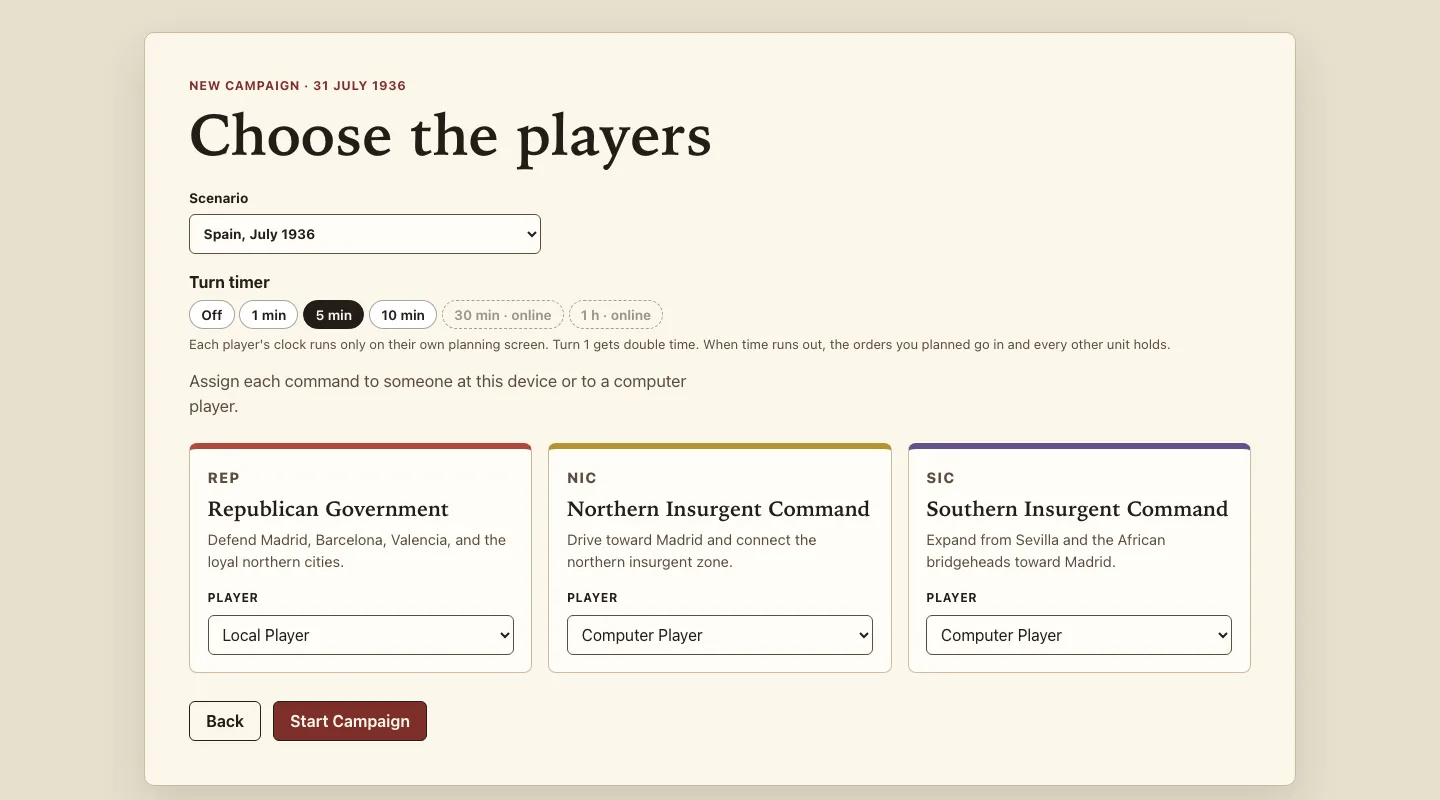 NEW CAMPAIGN · 31 JULY 1936
Choose the players
Scenario
Spain, July 1936
Turn timer
Off
1 min
5 min
10 min
30 min · online
1 h · online
Each player's clock runs only on their own planning screen. Turn 1 gets double time. When time runs out, the orders you planned go in and every other unit holds.
Assign each command to someone at this device or to a computer
player.
REP
Republican Government
Defend Madrid, Barcelona, Valencia, and the
loyal northern cities.
PLAYER
Local Player
NIC
Northern Insurgent Command
Drive toward Madrid and connect the
northern insurgent zone.
PLAYER
Computer Player
SIC
Southern Insurgent Command
Expand from Sevilla and the African
bridgeheads toward Madrid.
PLAYER
Computer Player
Back
Start Campaign